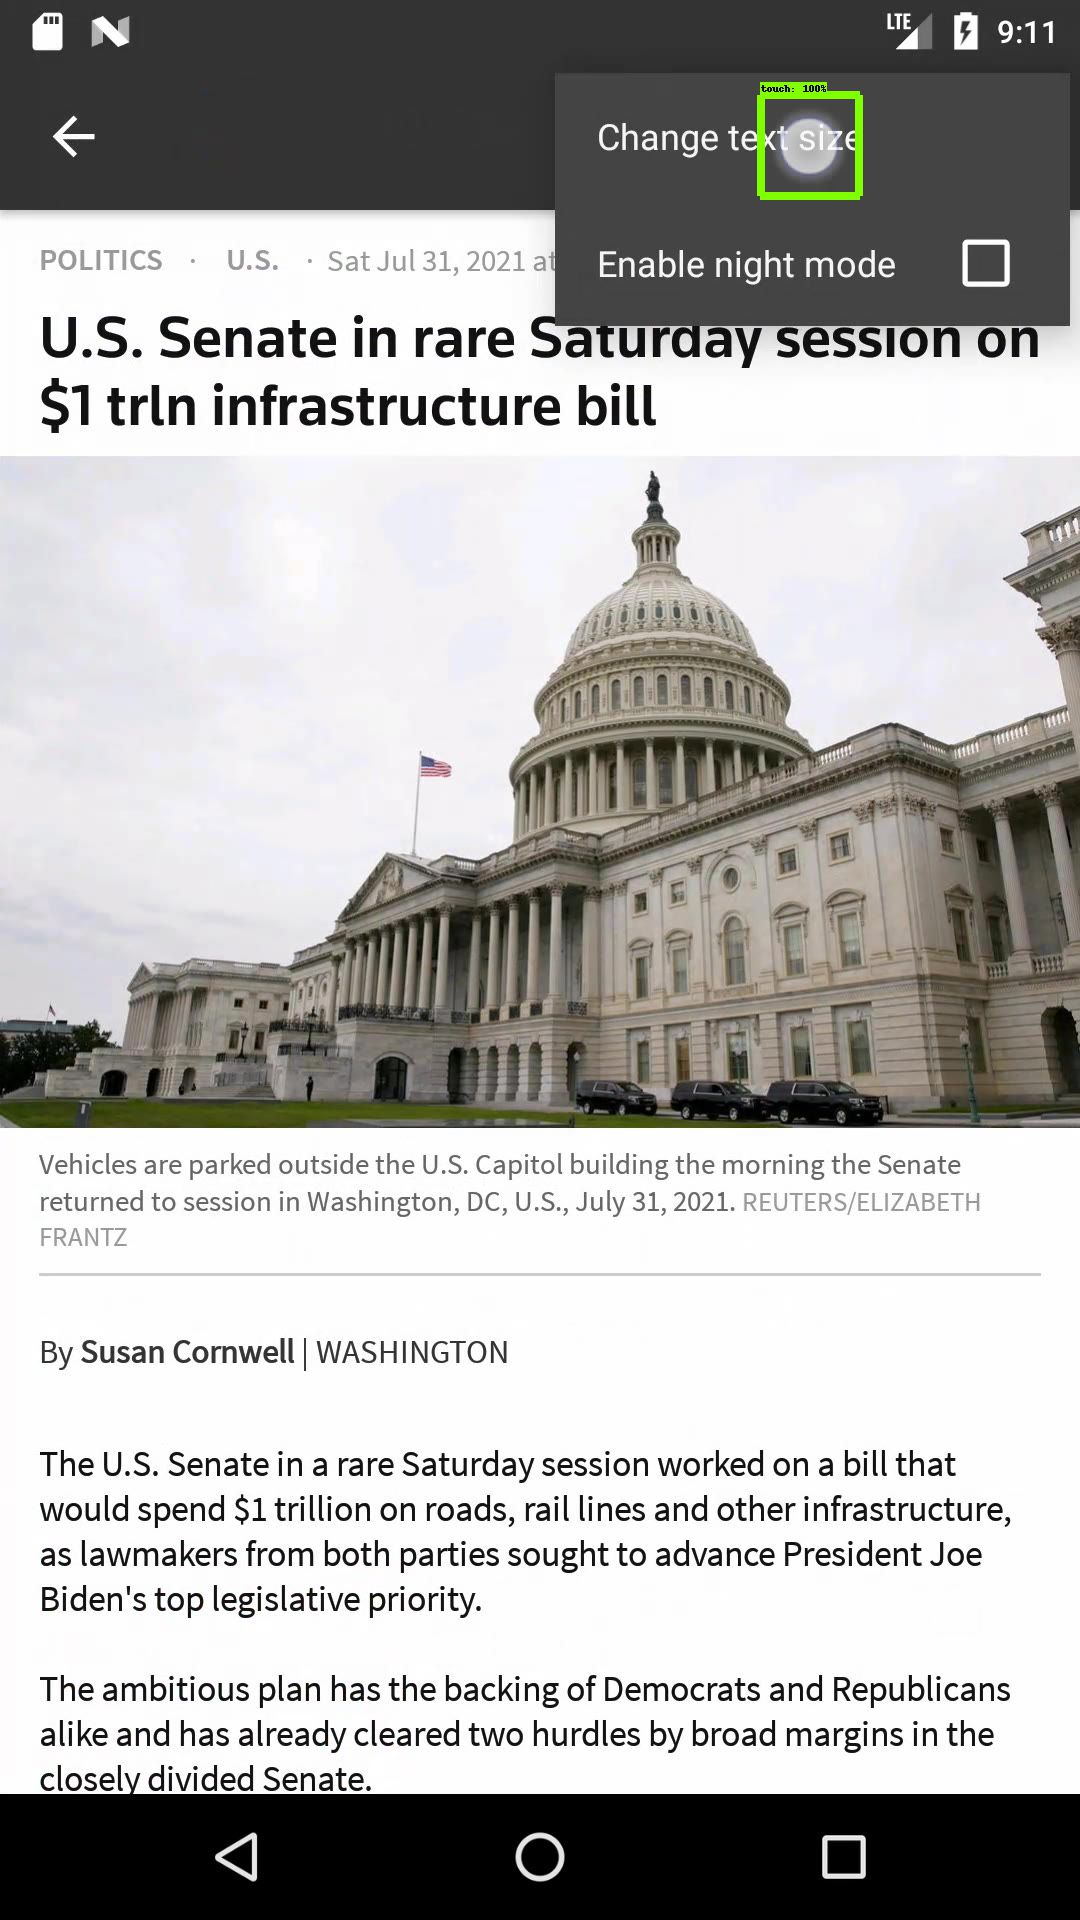 LTE 9:11
touch: 100%
Change text size
Enable night mode
POLITICS · U.S. · Sat Jul 31, 2021 at
U.S. Senate in rare Saturday session on
$1 trln infrastructure bill
Vehicles are parked outside the U.S. Capitol building the morning the Senate
returned to session in Washington, DC, U.S., July 31, 2021. REUTERS/ELIZABETH
FRANTZ
By Susan Cornwell | WASHINGTON
The U.S. Senate in a rare Saturday session worked on a bill that
would spend $1 trillion on roads, rail lines and other infrastructure,
as lawmakers from both parties sought to advance President Joe
Biden's top legislative priority.
The ambitious plan has the backing of Democrats and Republicans
alike and has already cleared two hurdles by broad margins in the
closely divided Senate.